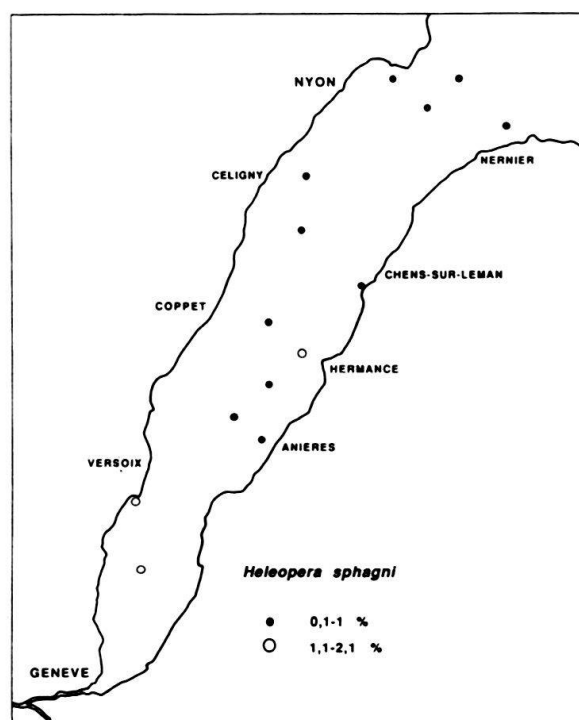 NYON
NERNIER
CELIGNY
CHENS-SUR-LEMAN
COPPET
HERMANCE
ANIERES
VERSOIX
Heleopera sphagni
0,1-1 %
1,1-2,1 %
GENEVE